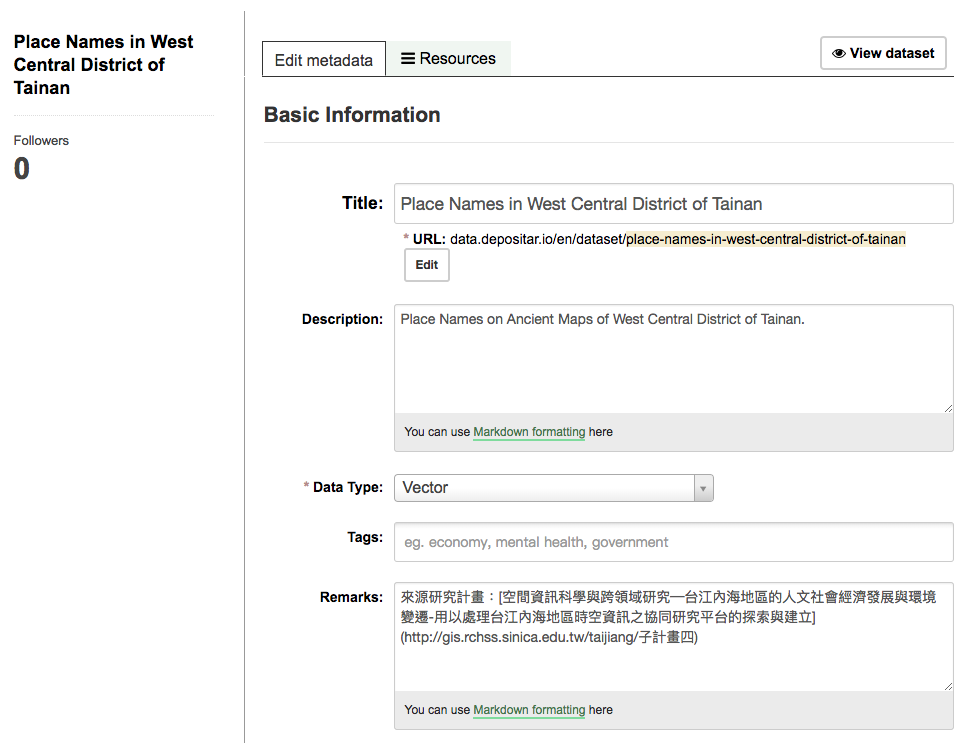 Place Names in West
Central District of
Tainan
Followers
0
Edit metadata
Resources
View dataset
Basic Information
Title: Place Names in West Central District of Tainan
* URL: data.depositar.io/en/dataset/place-names-in-west-central-district-of-tainan
Edit
Description: Place Names on Ancient Maps of West Central District of Tainan.
You can use Markdown formatting here
* Data Type: Vector
Tags: eg. economy, mental health, government
Remarks: 來源研究計畫：[空間資訊科學與跨領域研究—台江內海地區的人文社會經濟發展與環境
變遷-用以處理台江內海地區時空資訊之協同研究平台的探索與建立]
(http://gis.rchss.sinica.edu.tw/taijiang/子計畫四)
You can use Markdown formatting here